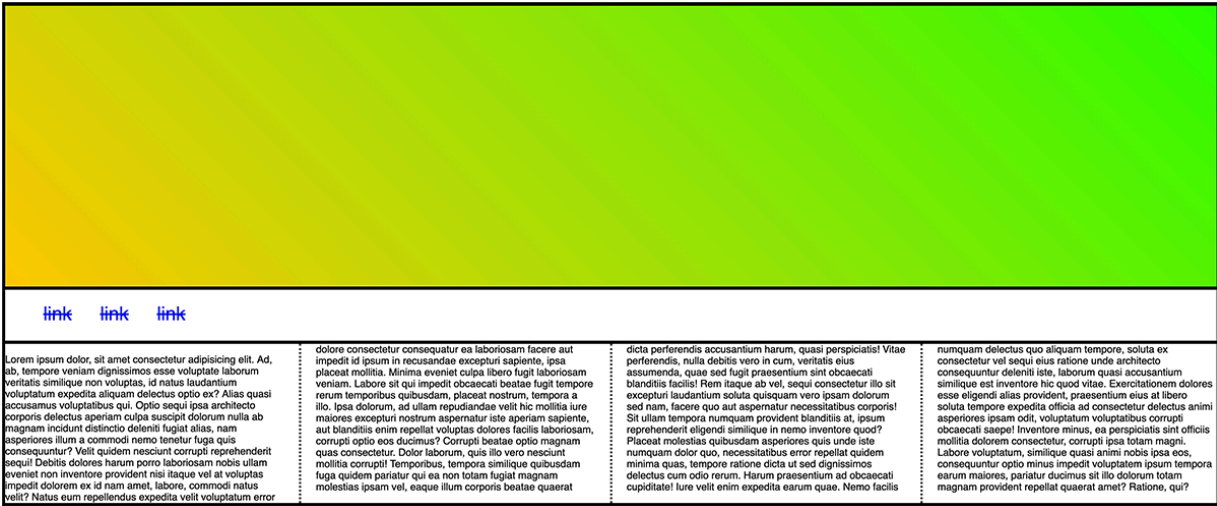 link link link
Lorem ipsum dolor, sit amet consectetur adipisicing elit. Ad,
ab, tempore veniam dignissimos esse voluptate laborum
veritatis similique non voluptas, id natus laudantium
voluptatum expedita aliquam delectus optio ex? Alias quasi
accusamus voluptatibus qui. Optio sequi ipsa architecto
corporis delectus aperiam culpa suscipit dolorum nulla ab
magnam incidunt distinctio deleniti fugiat alias, nam
asperiores illum a commodi nemo tenetur fuga quis
consequuntur? Velit quidem nesciunt corrupti reprehenderit
sequi! Debitis dolores harum porro laboriosam nobis ullam
eveniet non inventore provident nisi itaque vel at voluptas
impedit dolorem ex id nam amet, labore, commodi natus
velit? Natus eum repellendus expedita velit voluptatum error
dolore consectetur consequatur ea laboriosam facere aut
impedit id ipsum in recusandae excepturi sapiente, ipsa
placeat mollitia. Minima eveniet culpa libero fugit laboriosam
veniam. Labore sit qui impedit obcaecati beatae fugit tempore
rerum temporibus quibusdam, placeat nostrum, tempora a
illo. Ipsa dolorum, ad ullam repudiandae velit hic mollitia iure
maiores excepturi nostrum aspernatur iste aperiam sapiente,
aut blanditiis enim repellat voluptas dolores facilis laboriosam,
corrupti optio eos ducimus? Corrupti beatae optio magnam
quas consectetur. Dolor laborum, quis illo vero nesciunt
mollitia corrupti! Temporibus, tempora similique quibusdam
fuga quidem pariatur qui ea non totam fugiat magnam
molestias ipsam vel, eaque illum corporis beatae quaerat
dicta perferendis accusantium harum, quasi perspiciatis! Vitae
perferendis, nulla debitis vero in cum, veritatis eius
assumenda, quae sed fugit praesentium sint obcaecati
blanditiis facilis! Rem itaque ab vel, sequi consectetur illo sit
excepturi laudantium soluta quisquam vero ipsam dolorum
sed nam, facere quo aut aspernatur necessitatibus corporis!
Sit ullam tempora numquam provident blanditiis at, ipsum
reprehenderit eligendi similique in nemo inventore quod?
Placeat molestias quibusdam asperiores quis unde iste
numquam dolor quo, necessitatibus error repellat quidem
minima quas, tempore ratione dicta ut sed dignissimos
delectus cum odio rerum. Harum praesentium ad obcaecati
cupiditate! Iure velit enim expedita earum quae. Nemo facilis
numquam delectus quo aliquam tempore, soluta ex
consectetur vel sequi eius ratione unde architecto
consequuntur deleniti iste, laborum quasi accusantium
similique est inventore hic quod vitae. Exercitationem dolores
esse eligendi alias provident, praesentium eius at libero
soluta tempore expedita officia ad consectetur delectus animi
asperiores ipsam odit, voluptatum voluptatibus corrupti
obcaecati saepe! Inventore minus, ea perspiciatis sint officiis
mollitia dolorem consectetur, corrupti ipsa totam magni.
Labore voluptatum, similique quasi animi nobis ipsa eos,
consequuntur optio minus impedit voluptatem ipsum tempora
earum maiores, pariatur ducimus sit illo dolorum totam
magnam provident repellat quaerat amet? Ratione, qui?